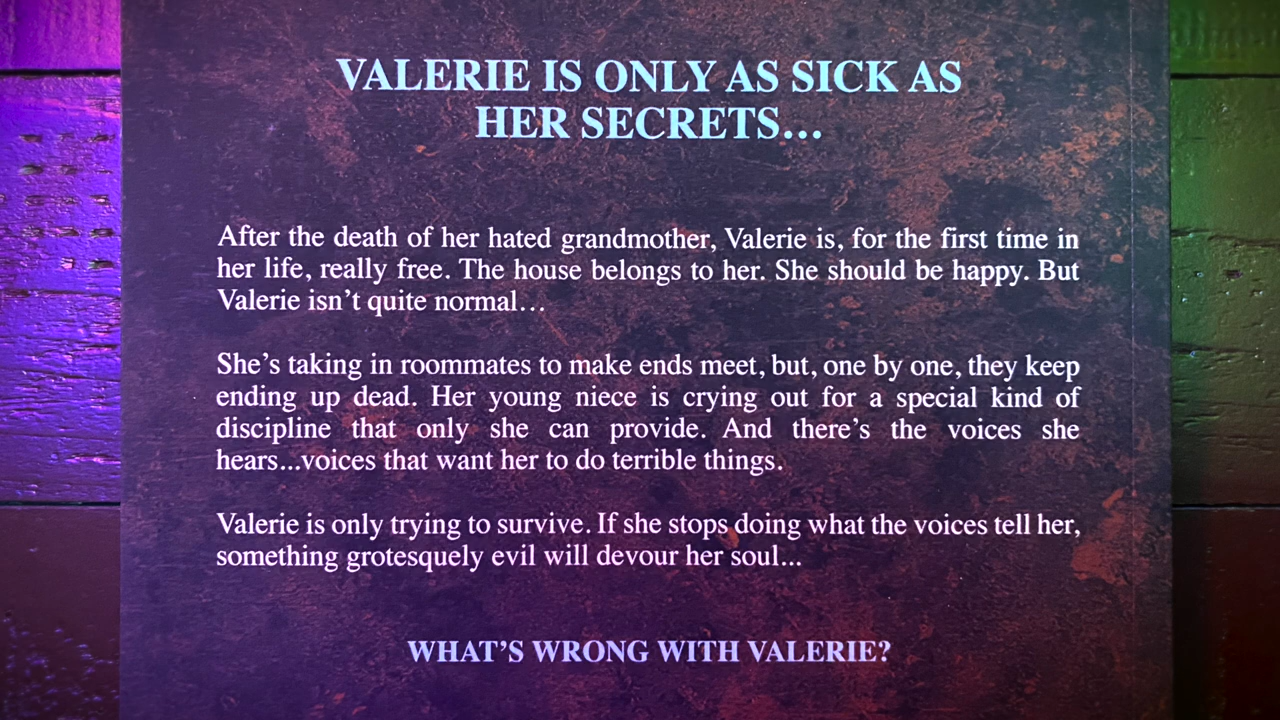 VALERIE IS ONLY AS SICK AS
HER SECRETS...
After the death of her hated grandmother, Valerie is, for the first time in
her life, really free. The house belongs to her. She should be happy. But
Valerie isn’t quite normal…
She’s taking in roommates to make ends meet, but, one by one, they keep
ending up dead. Her young niece is crying out for a special kind of
discipline that only she can provide. And there’s the voices she
hears...voices that want her to do terrible things.
Valerie is only trying to survive. If she stops doing what the voices tell her,
something grotesquely evil will devour her soul...
WHAT’S WRONG WITH VALERIE?